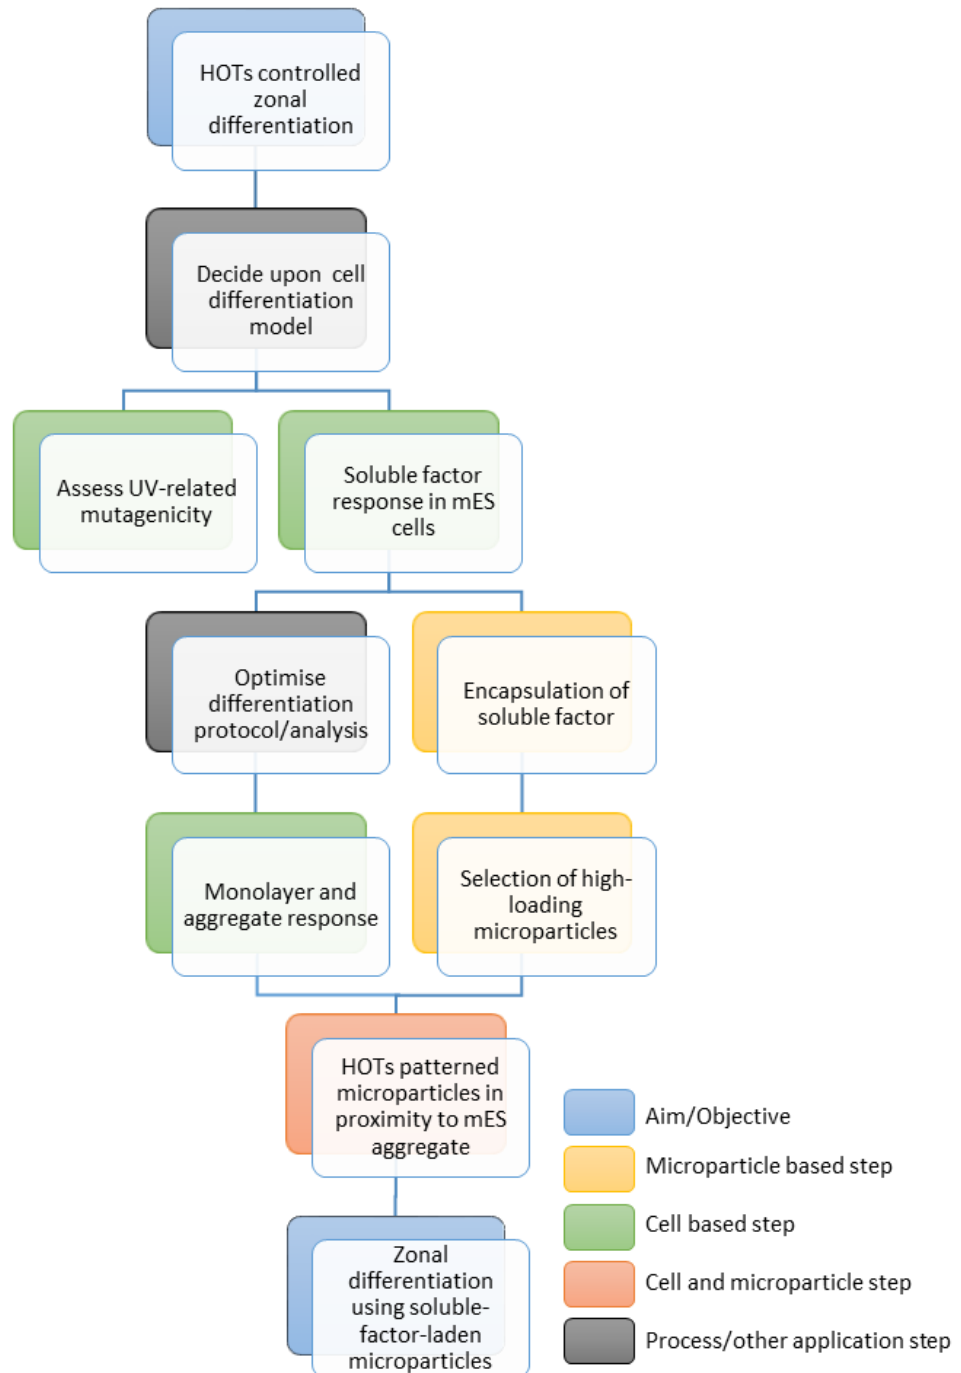 HOTs controlled
zonal
differentiation
Decide upon cell
differentiation
model
Assess UV-related
mutagenicity
Soluble factor
response in mES
cells
Optimise
differentiation
protocol/analysis
Encapsulation of
soluble factor
Monolayer and
aggregate response
Selection of high-
loading
microparticles
HOTs patterned
microparticles in
proximity to mES
aggregate
Zonal
differentiation
using soluble-
factor-laden
microparticles
Aim/Objective
Microparticle based step
Cell based step
Cell and microparticle step
Process/other application step